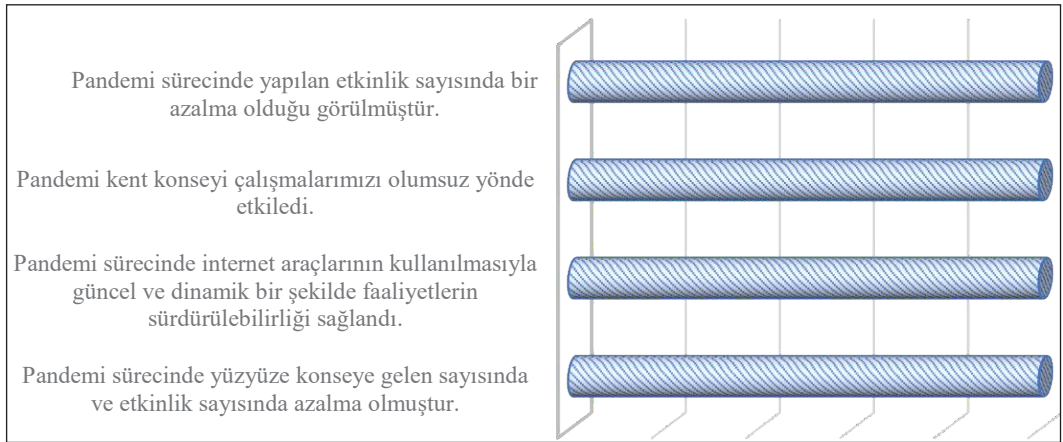 Pandemi sürecinde yapılan etkinlik sayısında bir
azalma olduğu görülmüştür.
Pandemi kent konseyi çalışmalarımızı olumsuz yönde
etkiledi.
Pandemi sürecinde internet araçlarının kullanılmasıyla
güncel ve dinamik bir şekilde faaliyetlerin
sürdürülebilirliği sağlandı.
Pandemi sürecinde yüzyüze konseye gelen sayısında
ve etkinlik sayısında azalma olmuştur.